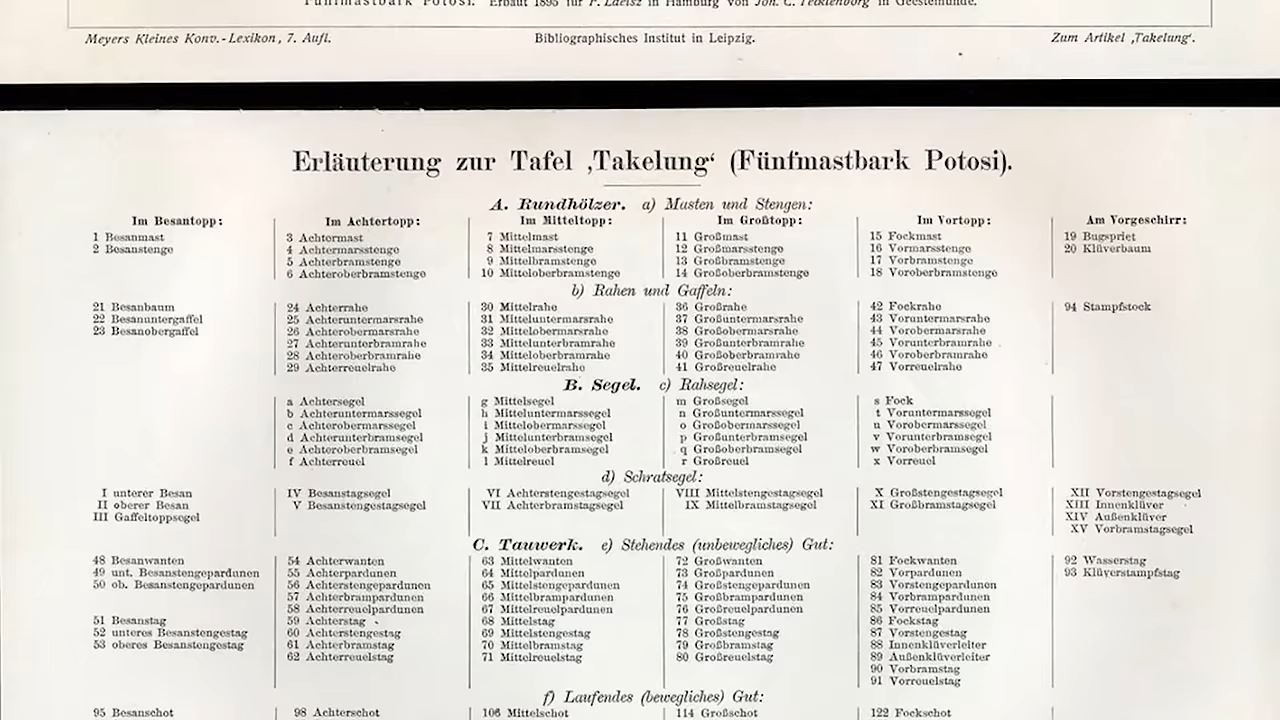 Fünfmastbark Potosi. Erbaut 1895 für F. Laeisz in Hamburg von Joh. C. Tecklenborg in Geestemünde.
Meyers Kleines Konv.-Lexikon, 7. Aufl. Bibliographisches Institut in Leipzig. Zum Artikel ‚Takelung‘.
Erläuterung zur Tafel ‚Takelung‘ (Fünfmastbark Potosi).
A. Rundhölzer. a) Masten und Stengen:
Im Besantopp: Im Achtertopp: Im Mitteltopp: Im Großtopp: Im Vortopp: Am Vorgeschirr:
1 Besanmast 3 Achtermast 7 Mittelmast 11 Großmast 15 Fockmast 19 Bugspriet
2 Besanstenge 4 Achtermarsstenge 8 Mittelmarsstenge 12 Großmarsstenge 16 Vormarsstenge 20 Klüverbaum
5 Achterbramstenge 9 Mittelbramstenge 13 Großbramstenge 17 Vorbramstenge
6 Achteroberbramstenge 10 Mitteloberbramstenge 14 Großoberbramstenge 18 Voroberbramstenge
b) Rahen und Gaffeln:
21 Besanbaum 24 Achterrahe 30 Mittelrahe 36 Großrahe 42 Fockrahe 94 Stampfstock
22 Besanuntergaffel 25 Achteruntermarsrahe 31 Mitteluntermarsrahe 37 Großuntermarsrahe 43 Voruntermarsrahe
23 Besanobergaffel 26 Achterobermarsrahe 32 Mittelobermarsrahe 38 Großobermarsrahe 44 Vorobermarsrahe
27 Achterunterbramrahe 33 Mittelunterbramrahe 39 Großunterbramrahe 45 Vorunterbramrahe
28 Achteroberbramrahe 34 Mitteloberbramrahe 40 Großoberbramrahe 46 Voroberbramrahe
29 Achterreuelrahe 35 Mittelreuelrahe 41 Großreuelrahe 47 Vorreuelrahe
B. Segel. c) Rahsegel:
a Achtersegel g Mittelsegel m Großsegel s Fock
b Achteruntermarssegel h Mitteluntermarssegel n Großuntermarssegel t Voruntermarssegel
c Achterobermarssegel i Mittelobermarssegel o Großobermarssegel u Vorobermarssegel
d Achterunterbramsegel j Mittelunterbramsegel p Großunterbramsegel v Vorunterbramsegel
e Achteroberbramsegel k Mitteloberbramsegel q Großoberbramsegel w Voroberbramsegel
f Achterreuel l Mittelreuel r Großreuel x Vorreuel
d) Schratsegel:
I unterer Besan IV Besanstagsegel VI Achterstengestagsegel VIII Mittelstengestagsegel X Großstengestagsegel XII Vorstengestagsegel
II oberer Besan V Besanstengestagsegel VII Achterbramstagsegel IX Mittelbramstagsegel XI Großbramstagsegel XIII Innenklüver
III Gaffeltoppsegel XIV Außenklüver
XV Vorbramstagsegel
C. Tauwerk. e) Stehendes (unbewegliches) Gut:
48 Besanwanten 54 Achterwanten 63 Mittelwanten 72 Großwanten 81 Fockwanten 92 Wasserstag
49 unt. Besanstengepardunen 55 Achterpardunen 64 Mittelpardunen 73 Großpardunen 82 Vorpardunen 93 Klüverstampfstag
50 ob. Besanstengepardunen 56 Achterstengepardunen 65 Mittelstengepardunen 74 Großstengepardunen 83 Vorstengepardunen
57 Achterbrampardunen 66 Mittelbrampardunen 75 Großbrampardunen 84 Vorbrampardunen
58 Achterreuelpardunen 67 Mittelreuelpardunen 76 Großreuelpardunen 85 Vorreuelpardunen
51 Besanstag 59 Achterstag 68 Mittelstag 77 Großstag 86 Fockstag
52 unteres Besanstengestag 60 Achterstengestag 69 Mittelstengestag 78 Großstengestag 87 Vorstengestag
53 oberes Besanstengestag 61 Achterbramstag 70 Mittelbramstag 79 Großbramstag 88 Innenklüverleiter
62 Achterreuelstag 71 Mittelreuelstag 80 Großreuelstag 89 Außenklüverleiter
90 Vorbramstag
91 Vorreuelstag
f) Laufendes (bewegliches) Gut:
95 Besanschot 98 Achterschot 106 Mittelschot 114 Großschot 122 Fockschot